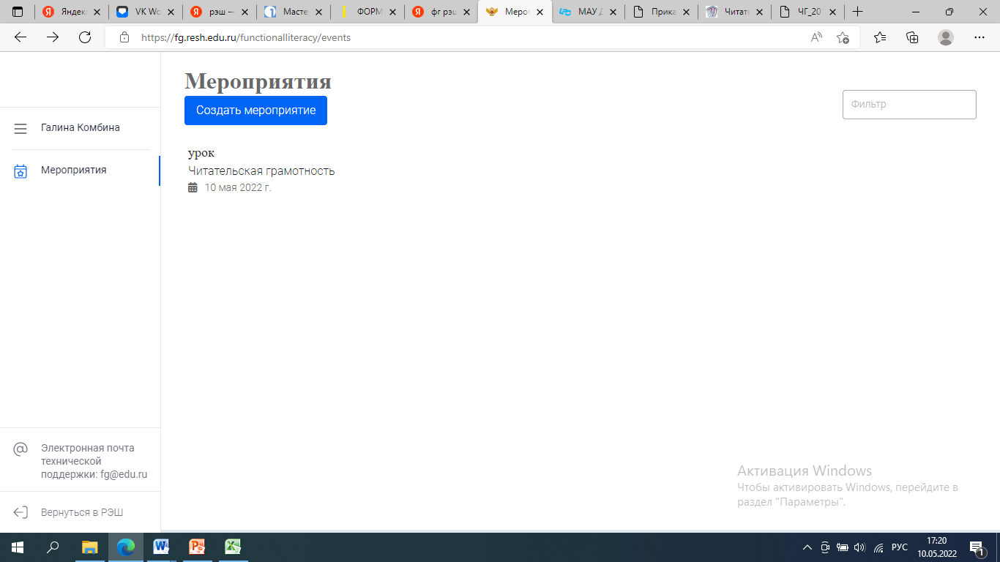 Яндекс
VK Wo
рэш —
Масте
ФОРМ
фг рэш
Мероп
МАУ Д
Прика
Читате
ЧГ_20
https://fg.resh.edu.ru/functionalliteracy/events
Мероприятия
Создать мероприятие
Фильтр
Галина Комбина
Мероприятия
урок
Читательская грамотность
10 мая 2022 г.
Электронная почта
технической
поддержки: fg@edu.ru
Вернуться в РЭШ
Активация Windows
Чтобы активировать Windows, перейдите в
раздел "Параметры".
РУС
17:20
10.05.2022
1